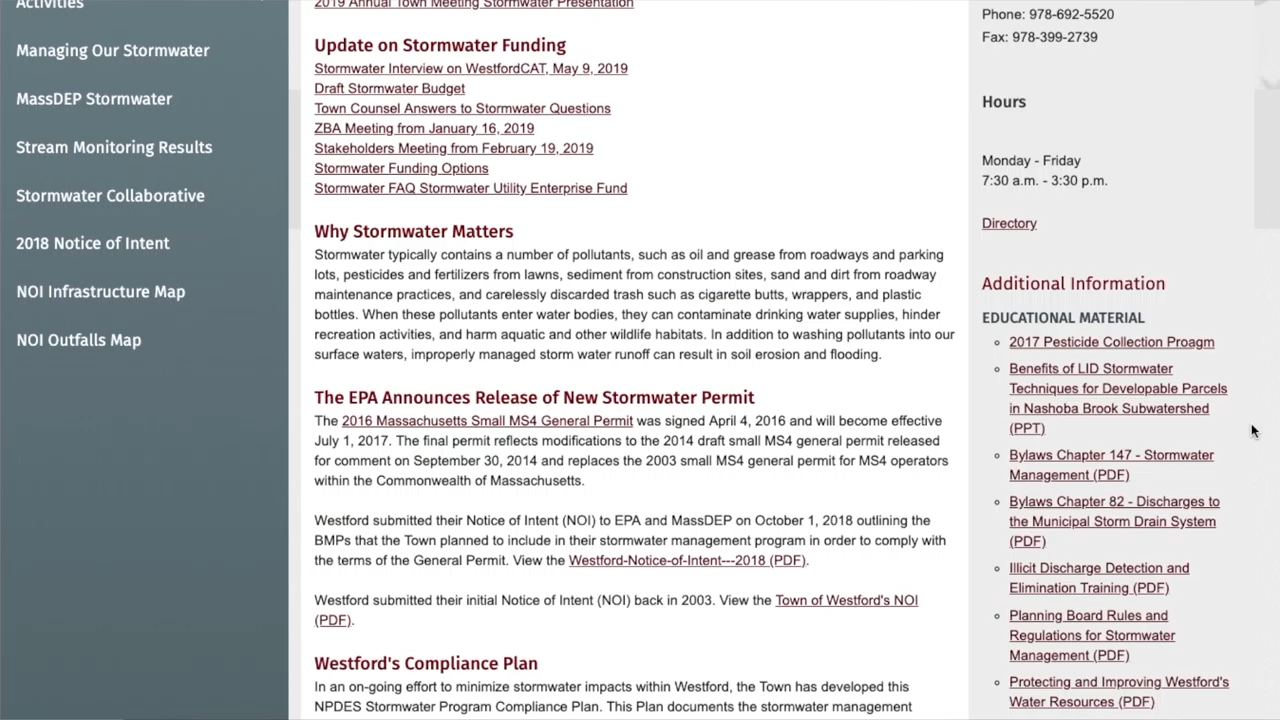 Activities
Managing Our Stormwater
MassDEP Stormwater
Stream Monitoring Results
Stormwater Collaborative
2018 Notice of Intent
NOI Infrastructure Map
NOI Outfalls Map
2019 Annual Town Meeting Stormwater Presentation
Update on Stormwater Funding
Stormwater Interview on WestfordCAT, May 9, 2019
Draft Stormwater Budget
Town Counsel Answers to Stormwater Questions
ZBA Meeting from January 16, 2019
Stakeholders Meeting from February 19, 2019
Stormwater Funding Options
Stormwater FAQ Stormwater Utility Enterprise Fund
Why Stormwater Matters
Stormwater typically contains a number of pollutants, such as oil and grease from roadways and parking
lots, pesticides and fertilizers from lawns, sediment from construction sites, sand and dirt from roadway
maintenance practices, and carelessly discarded trash such as cigarette butts, wrappers, and plastic
bottles. When these pollutants enter water bodies, they can contaminate drinking water supplies, hinder
recreation activities, and harm aquatic and other wildlife habitats. In addition to washing pollutants into our
surface waters, improperly managed storm water runoff can result in soil erosion and flooding.
The EPA Announces Release of New Stormwater Permit
The 2016 Massachusetts Small MS4 General Permit was signed April 4, 2016 and will become effective
July 1, 2017. The final permit reflects modifications to the 2014 draft small MS4 general permit released
for comment on September 30, 2014 and replaces the 2003 small MS4 general permit for MS4 operators
within the Commonwealth of Massachusetts.
Westford submitted their Notice of Intent (NOI) to EPA and MassDEP on October 1, 2018 outlining the
BMPs that the Town planned to include in their stormwater management program in order to comply with
the terms of the General Permit. View the Westford-Notice-of-Intent---2018 (PDF).
Westford submitted their initial Notice of Intent (NOI) back in 2003. View the Town of Westford's NOI
(PDF).
Westford's Compliance Plan
In an on-going effort to minimize stormwater impacts within Westford, the Town has developed this
NPDES Stormwater Program Compliance Plan. This Plan documents the stormwater management
Phone: 978-692-5520
Fax: 978-399-2739
Hours
Monday - Friday
7:30 a.m. - 3:30 p.m.
Directory
Additional Information
EDUCATIONAL MATERIAL
2017 Pesticide Collection Proagm
Benefits of LID Stormwater
Techniques for Developable Parcels
in Nashoba Brook Subwatershed
(PPT)
Bylaws Chapter 147 - Stormwater
Management (PDF)
Bylaws Chapter 82 - Discharges to
the Municipal Storm Drain System
(PDF)
Illicit Discharge Detection and
Elimination Training (PDF)
Planning Board Rules and
Regulations for Stormwater
Management (PDF)
Protecting and Improving Westford's
Water Resources (PDF)